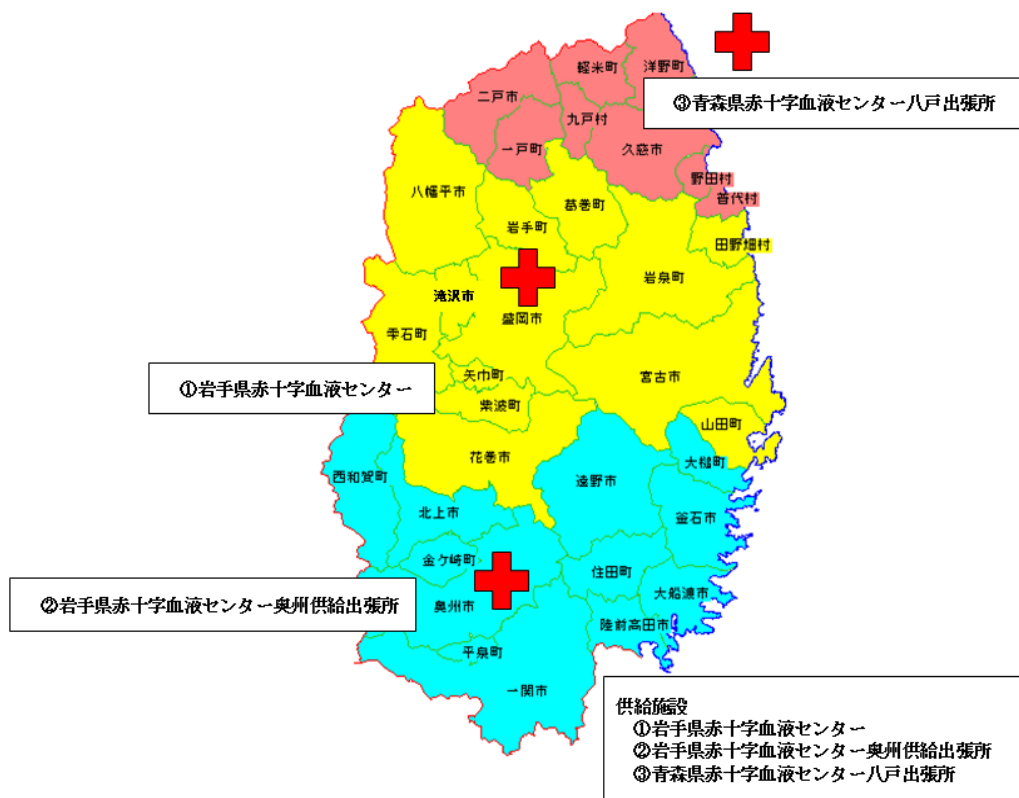 軽米町
洋野町
二戸市
③青森県赤十字血液センター八戸出張所
九戸村
一戸町
久慈市
野田村
八幡平市
普代村
葛巻町
岩手町
田野畑村
岩泉町
滝沢市
盛岡市
雫石町
矢巾町
宮古市
①岩手県赤十字血液センター
紫波町
山田町
花巻市
大槌町
西和賀町
遠野市
北上市
釜石市
金ケ崎町
住田町
大船渡市
②岩手県赤十字血液センター奥州供給出張所
奥州市
陸前高田市
平泉町
一関市
供給施設
①岩手県赤十字血液センター
②岩手県赤十字血液センター奥州供給出張所
③青森県赤十字血液センター八戸出張所